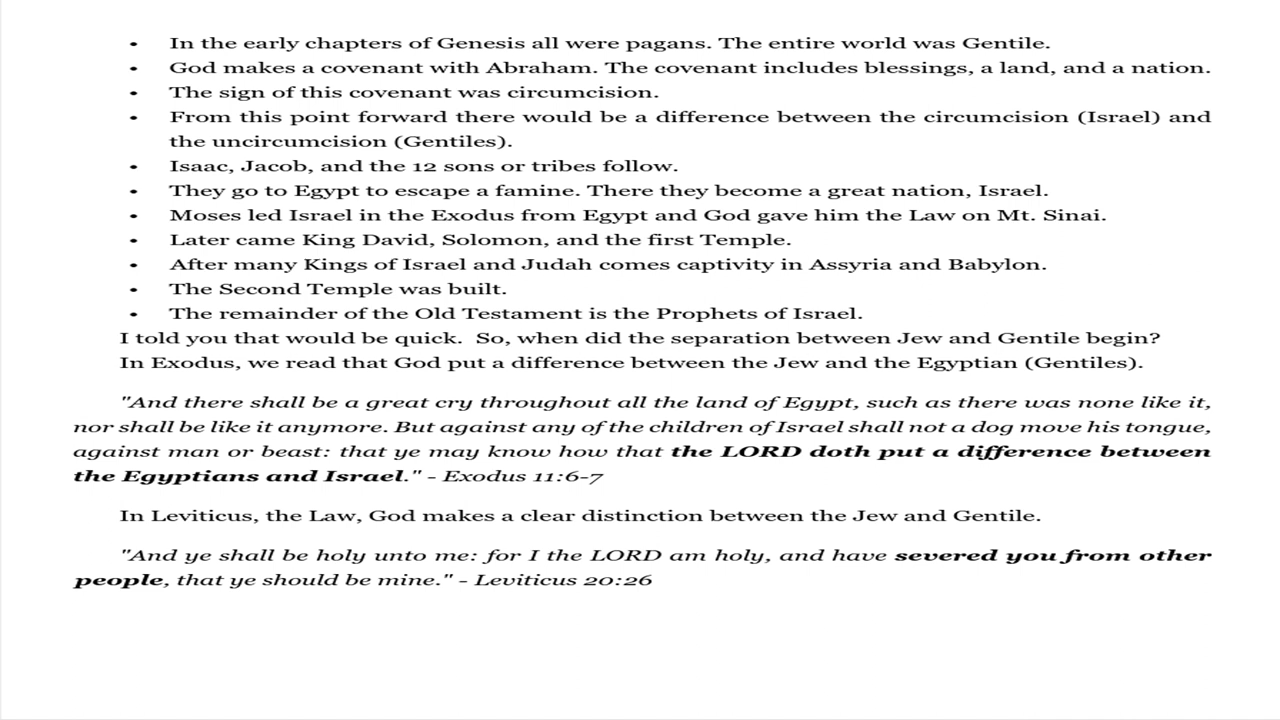 • In the early chapters of Genesis all were pagans. The entire world was Gentile.
• God makes a covenant with Abraham. The covenant includes blessings, a land, and a nation.
• The sign of this covenant was circumcision.
• From this point forward there would be a difference between the circumcision (Israel) and
the uncircumcision (Gentiles).
• Isaac, Jacob, and the 12 sons or tribes follow.
• They go to Egypt to escape a famine. There they become a great nation, Israel.
• Moses led Israel in the Exodus from Egypt and God gave him the Law on Mt. Sinai.
• Later came King David, Solomon, and the first Temple.
• After many Kings of Israel and Judah comes captivity in Assyria and Babylon.
• The Second Temple was built.
• The remainder of the Old Testament is the Prophets of Israel.
I told you that would be quick.  So, when did the separation between Jew and Gentile begin?
In Exodus, we read that God put a difference between the Jew and the Egyptian (Gentiles).
"And there shall be a great cry throughout all the land of Egypt, such as there was none like it,
nor shall be like it anymore. But against any of the children of Israel shall not a dog move his tongue,
against man or beast: that ye may know how that the LORD doth put a difference between
the Egyptians and Israel." - Exodus 11:6-7
In Leviticus, the Law, God makes a clear distinction between the Jew and Gentile.
"And ye shall be holy unto me: for I the LORD am holy, and have severed you from other
people, that ye should be mine." - Leviticus 20:26